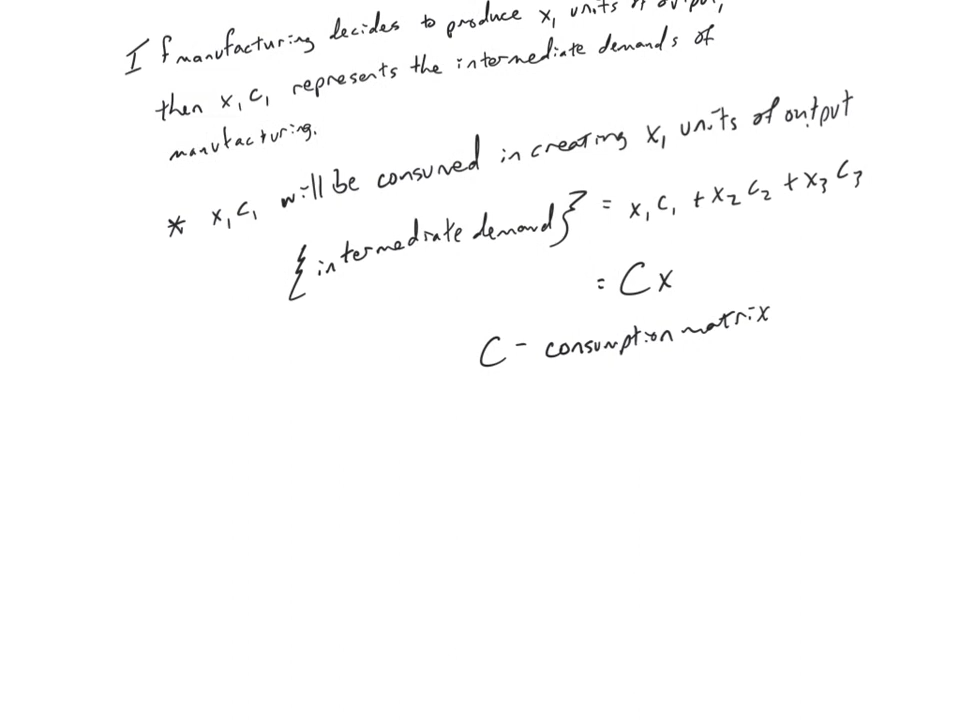 If manufacturing decides to produce x₁ units of output,
then x₁c₁ represents the intermediate demands of
manufacturing.
* x₁c₁ will be consumed in creating x₁ units of output
{intermediate demand} = x₁c₁ + x₂c₂ + x₃c₃
= Cx
C - consumption matrix